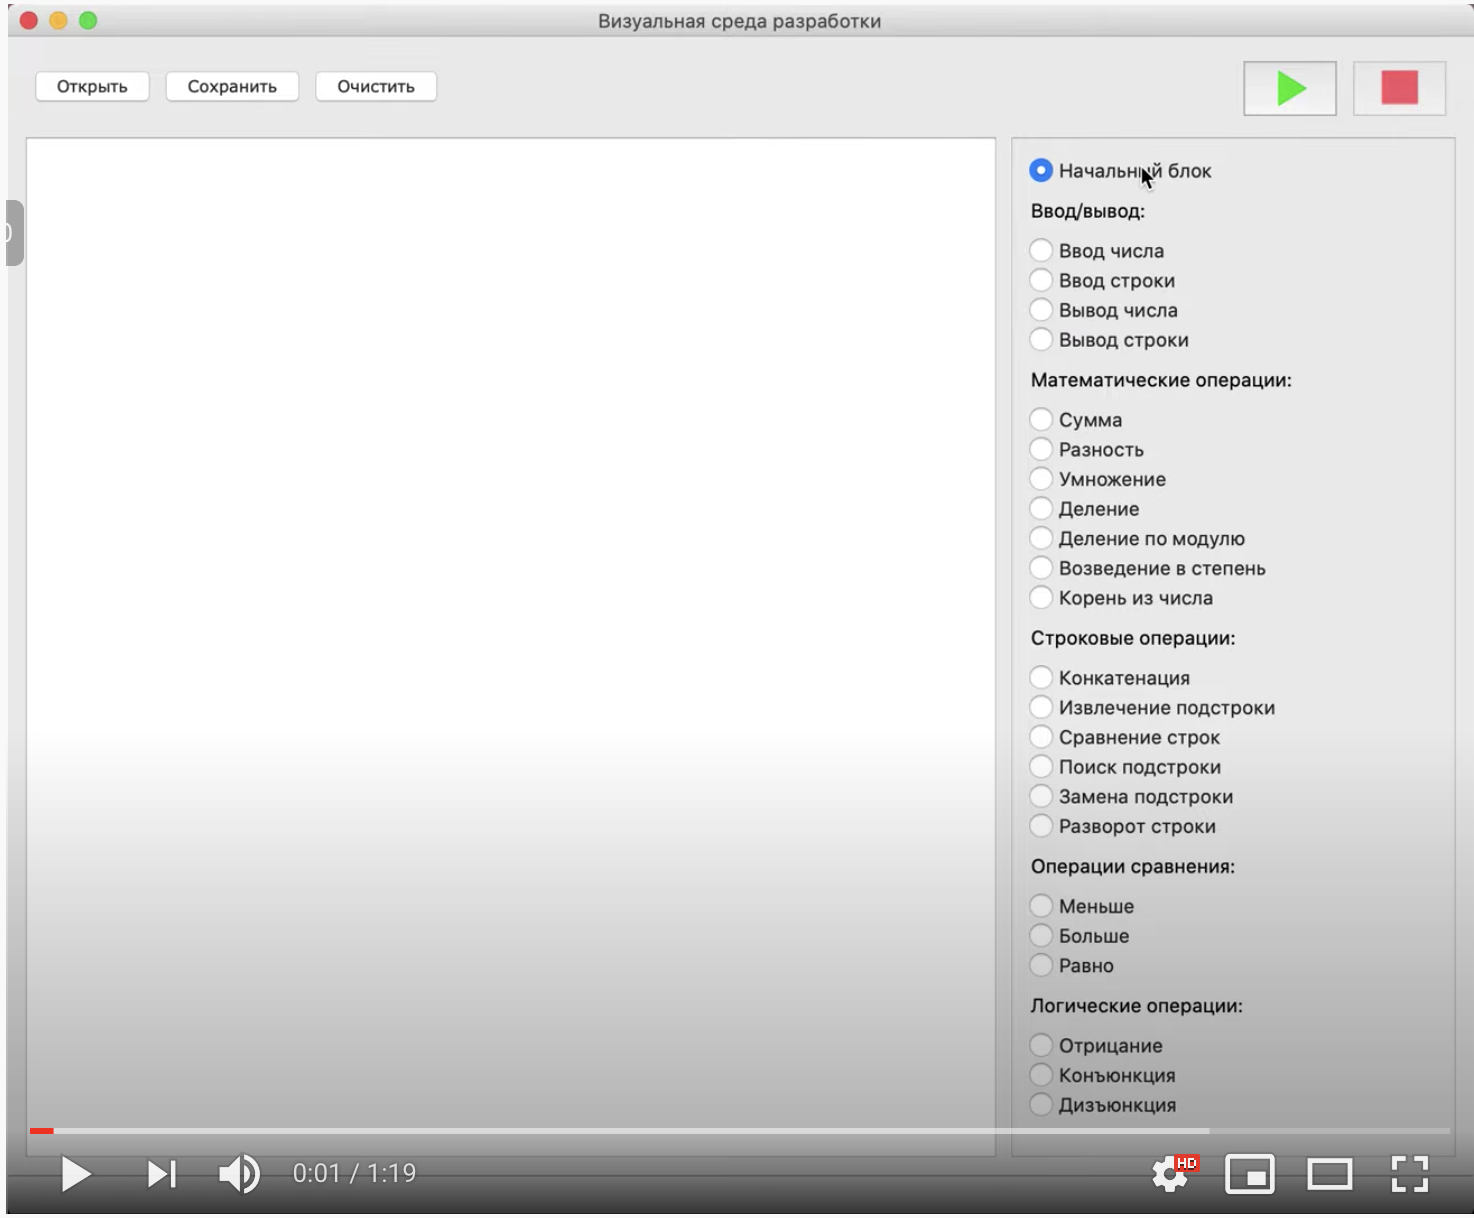 Визуальная среда разработки
Открыть Сохранить Очистить
Начальный блок
Ввод/вывод:
Ввод числа
Ввод строки
Вывод числа
Вывод строки
Математические операции:
Сумма
Разность
Умножение
Деление
Деление по модулю
Возведение в степень
Корень из числа
Строковые операции:
Конкатенация
Извлечение подстроки
Сравнение строк
Поиск подстроки
Замена подстроки
Разворот строки
Операции сравнения:
Меньше
Больше
Равно
Логические операции:
Отрицание
Конъюнкция
Дизъюнкция
0:01 / 1:19 HD